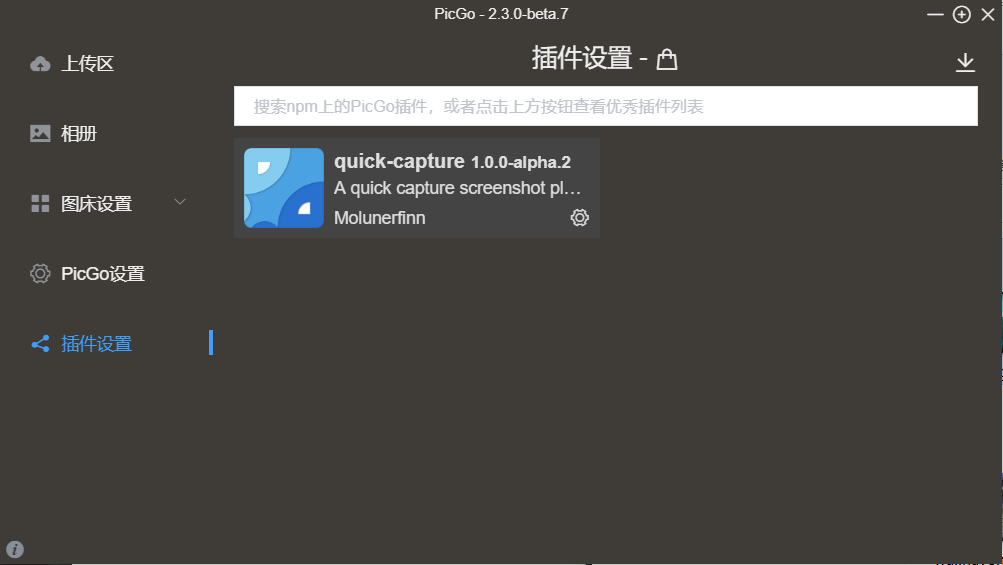 PicGo - 2.3.0-beta.7
上传区
相册
图床设置
PicGo设置
插件设置
插件设置 -
搜索npm上的PicGo插件，或者点击上方按钮查看优秀插件列表
quick-capture 1.0.0-alpha.2
A quick capture screenshot pl…
Molunerfinn